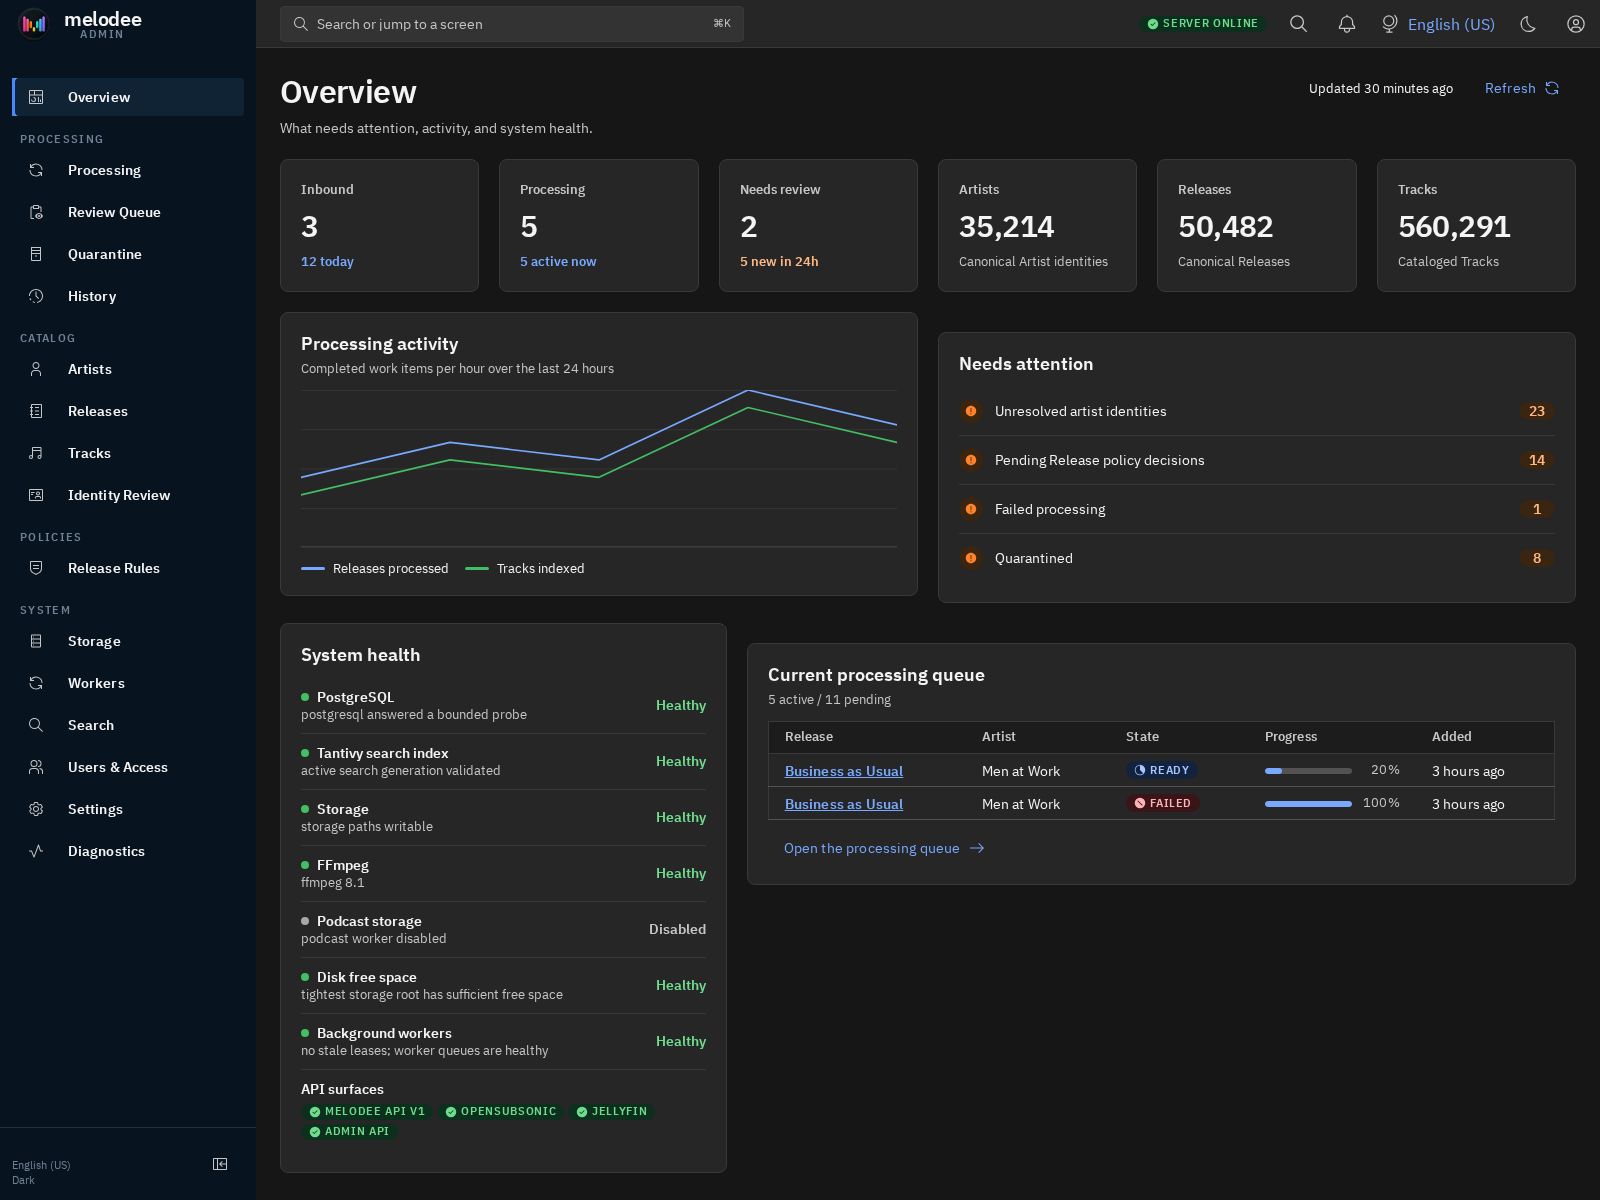 melodee
ADMIN
Search or jump to a screen
⌘K
SERVER ONLINE
English (US)
Overview
PROCESSING
Processing
Review Queue
Quarantine
History
CATALOG
Artists
Releases
Tracks
Identity Review
POLICIES
Release Rules
SYSTEM
Storage
Workers
Search
Users & Access
Settings
Diagnostics
English (US)
Dark
Overview
What needs attention, activity, and system health.
Updated 30 minutes ago
Refresh
Inbound
3
12 today
Processing
5
5 active now
Needs review
2
5 new in 24h
Artists
35,214
Canonical Artist identities
Releases
50,482
Canonical Releases
Tracks
560,291
Cataloged Tracks
Processing activity
Completed work items per hour over the last 24 hours
Releases processed
Tracks indexed
Needs attention
Unresolved artist identities 23
Pending Release policy decisions 14
Failed processing 1
Quarantined 8
System health
PostgreSQL
postgresql answered a bounded probe
Healthy
Tantivy search index
active search generation validated
Healthy
Storage
storage paths writable
Healthy
FFmpeg
ffmpeg 8.1
Healthy
Podcast storage
podcast worker disabled
Disabled
Disk free space
tightest storage root has sufficient free space
Healthy
Background workers
no stale leases; worker queues are healthy
Healthy
API surfaces
MELODEE API V1 OPENSUBSONIC JELLYFIN
ADMIN API
Current processing queue
5 active / 11 pending
Release Artist State Progress Added
Business as Usual Men at Work READY 20% 3 hours ago
Business as Usual Men at Work FAILED 100% 3 hours ago
Open the processing queue